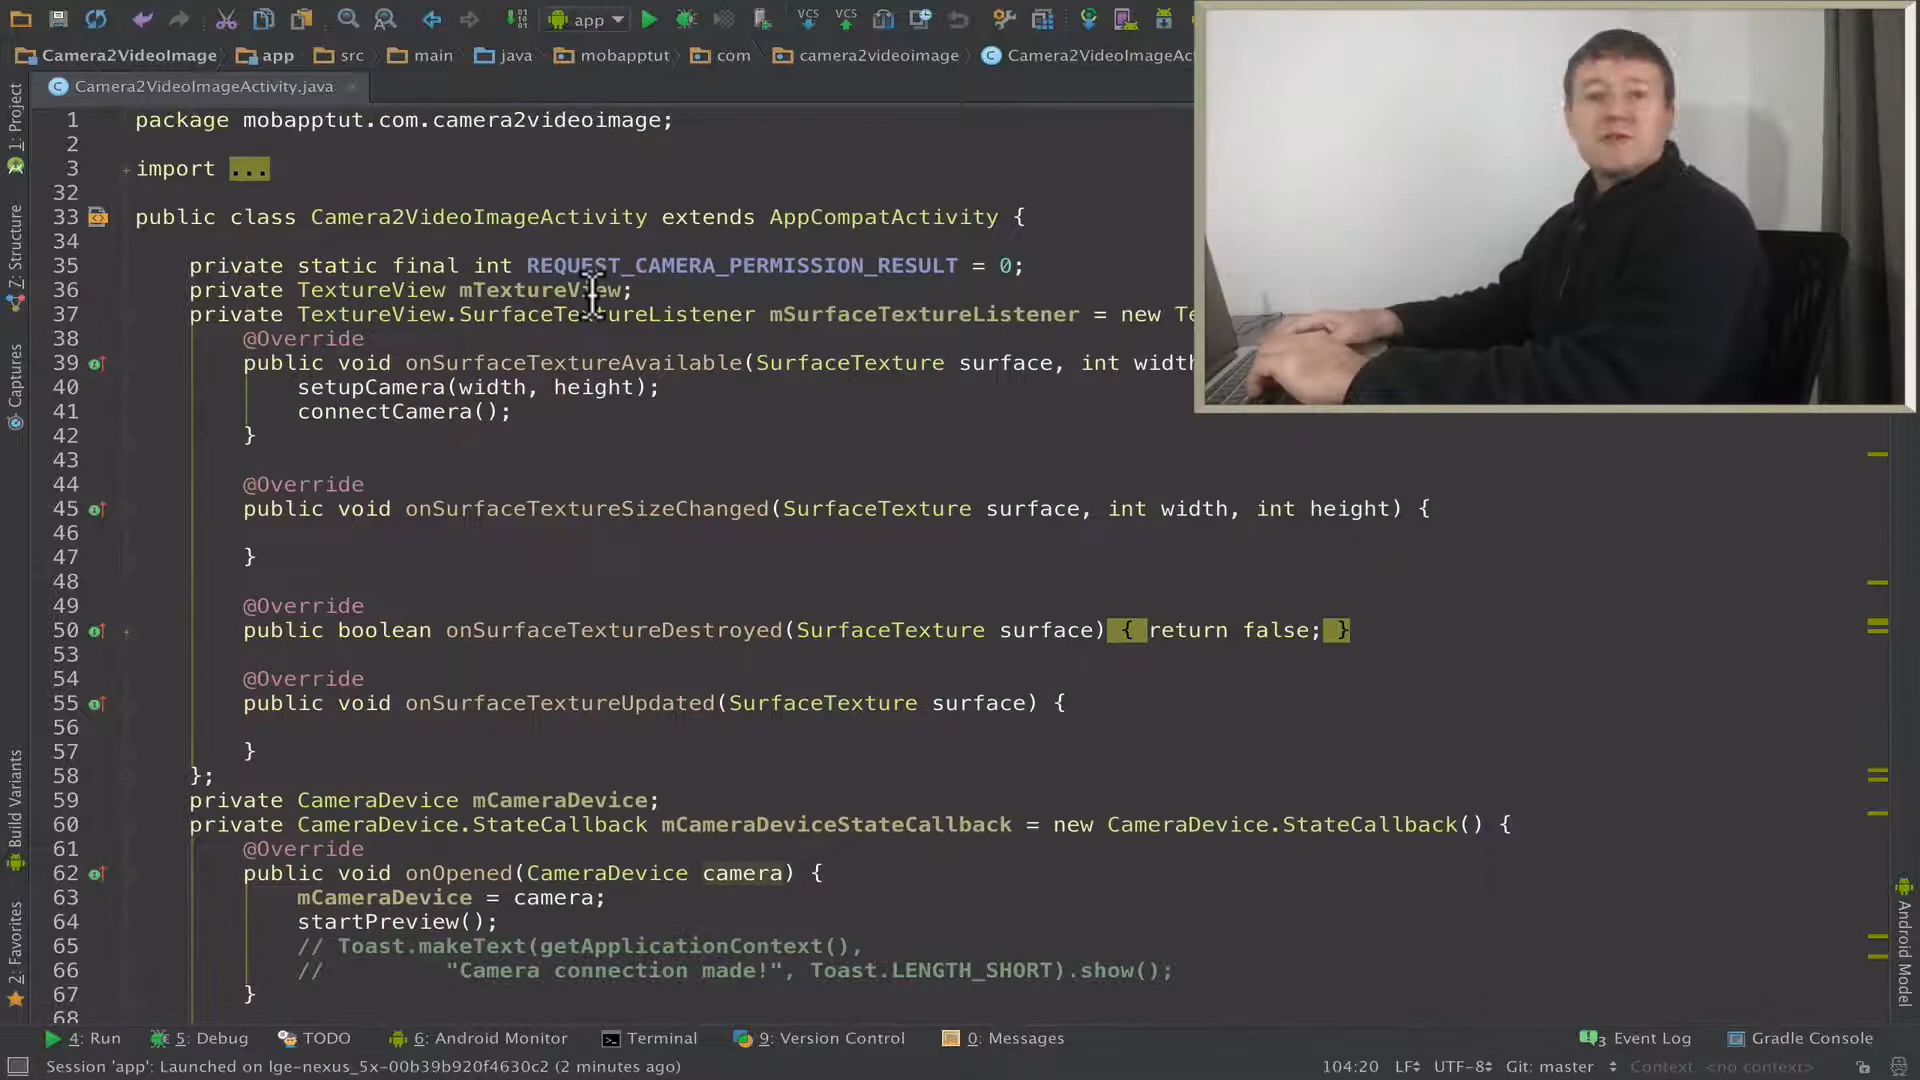 app
Camera2VideoImage
app
src
main
java
mobapptut
com
camera2videoimage
Camera2VideoImageAc
Camera2VideoImageActivity.java
1: Project
7: Structure
Captures
Build Variants
2: Favorites
1 package mobapptut.com.camera2videoimage;
2
3 import ...
32
33 public class Camera2VideoImageActivity extends AppCompatActivity {
34
35 private static final int REQUEST_CAMERA_PERMISSION_RESULT = 0;
36 private TextureView mTextureView;
37 private TextureView.SurfaceTextureListener mSurfaceTextureListener = new Te
38 @Override
39 public void onSurfaceTextureAvailable(SurfaceTexture surface, int width
40 setupCamera(width, height);
41 connectCamera();
42 }
43
44 @Override
45 public void onSurfaceTextureSizeChanged(SurfaceTexture surface, int width, int height) {
46
47 }
48
49 @Override
50 public boolean onSurfaceTextureDestroyed(SurfaceTexture surface) { return false; }
53
54 @Override
55 public void onSurfaceTextureUpdated(SurfaceTexture surface) {
56
57 }
58 };
59 private CameraDevice mCameraDevice;
60 private CameraDevice.StateCallback mCameraDeviceStateCallback = new CameraDevice.StateCallback() {
61 @Override
62 public void onOpened(CameraDevice camera) {
63 mCameraDevice = camera;
64 startPreview();
65 // Toast.makeText(getApplicationContext(),
66 // "Camera connection made!", Toast.LENGTH_SHORT).show();
67 }
68
Android Model
4: Run
5: Debug
TODO
6: Android Monitor
Terminal
9: Version Control
0: Messages
3 Event Log
Gradle Console
Session 'app': Launched on lge-nexus_5x-00b39b920f4630c2 (2 minutes ago)
104:20
LF
UTF-8
Git: master
Context: <no context>